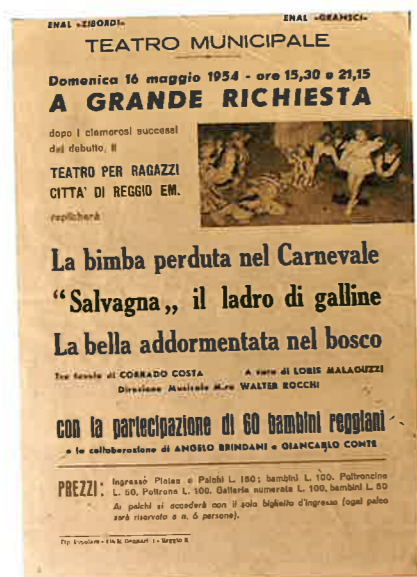 ENAL «ZIBORDI» ENAL «GRAMSCI»
TEATRO MUNICIPALE
Domenica 16 maggio 1954 - ore 15,30 e 21,15
A GRANDE RICHIESTA
dopo i clamorosi successi
del debutto, il
TEATRO PER RAGAZZI
CITTA' DI REGGIO EM.
replicherà
La bimba perduta nel Carnevale
“Salvagna„ il ladro di galline
La bella addormentata nel bosco
Tre favole di CORRADO COSTA A cura di LORIS MALAGUZZI
Direzione Musicale M.ro WALTER ROCCHI
con la partecipazione di 60 bambini reggiani
e la collaborazione di ANGELO BRINDANI e GIANCARLO CONTE
PREZZI: Ingresso Platea e Palchi L. 150; bambini L. 100. Poltroncine
L. 50, Poltrone L. 100. Galleria numerata L. 100, bambini L. 50
Ai palchi si accederà con il solo biglietto d'ingresso (ogni palco
sarà riservato a n. 6 persone).
Reggio E.